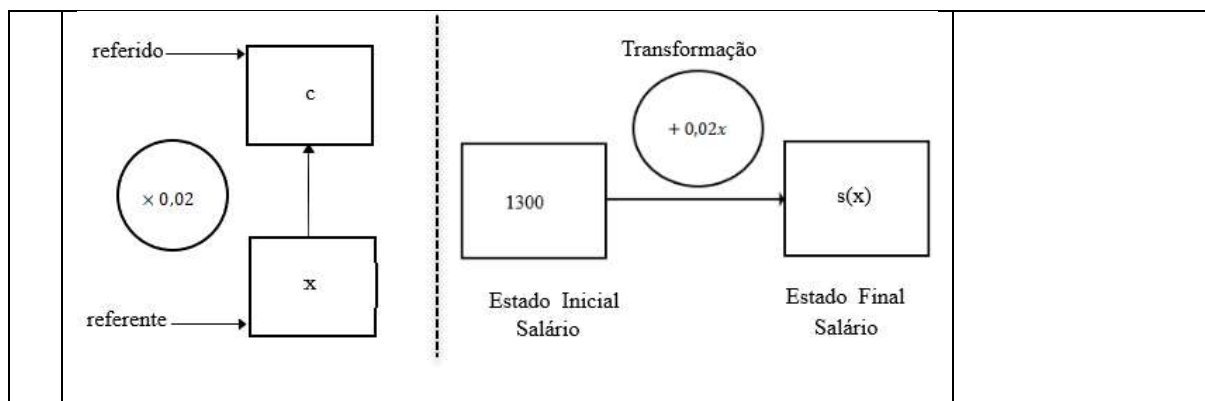 referido
c
× 0,02
x
referente
Transformação
+ 0,02x
1300
s(x)
Estado Inicial
Salário
Estado Final
Salário